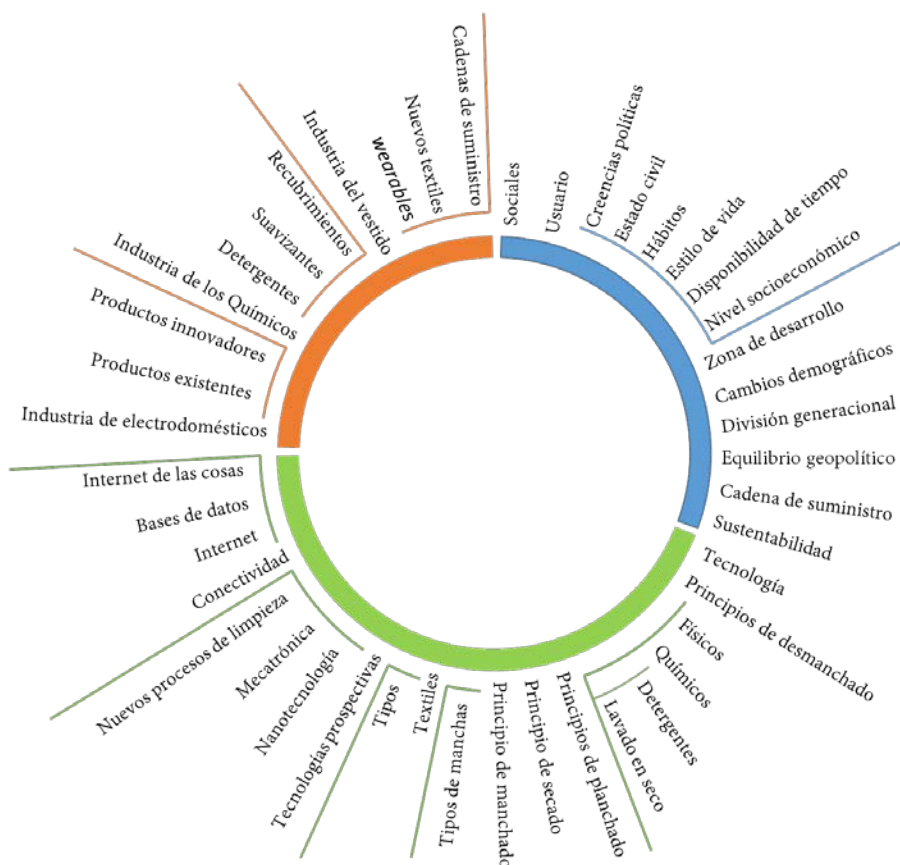 Sociales
Usuario
Creencias políticas
Estado civil
Hábitos
Estilo de vida
Disponibilidad de tiempo
Nivel socioeconómico
Zona de desarrollo
Cambios demográficos
División generacional
Equilibrio geopolítico
Cadena de suministro
Sustentabilidad
Tecnología
Principios de desmanchado
Físicos
Químicos
Detergentes
Lavado en seco
Principios de planchado
Principio de secado
Principio de manchado
Tipos de manchas
Textiles
Tipos
Tecnologías prospectivas
Nanotecnología
Mecatrónica
Nuevos procesos de limpieza
Conectividad
Internet
Bases de datos
Internet de las cosas
Industria de electrodomésticos
Productos existentes
Productos innovadores
Industria de los Químicos
Detergentes
Suavizantes
Recubrimientos
Industria del vestido
wearables
Nuevos textiles
Cadenas de suministro